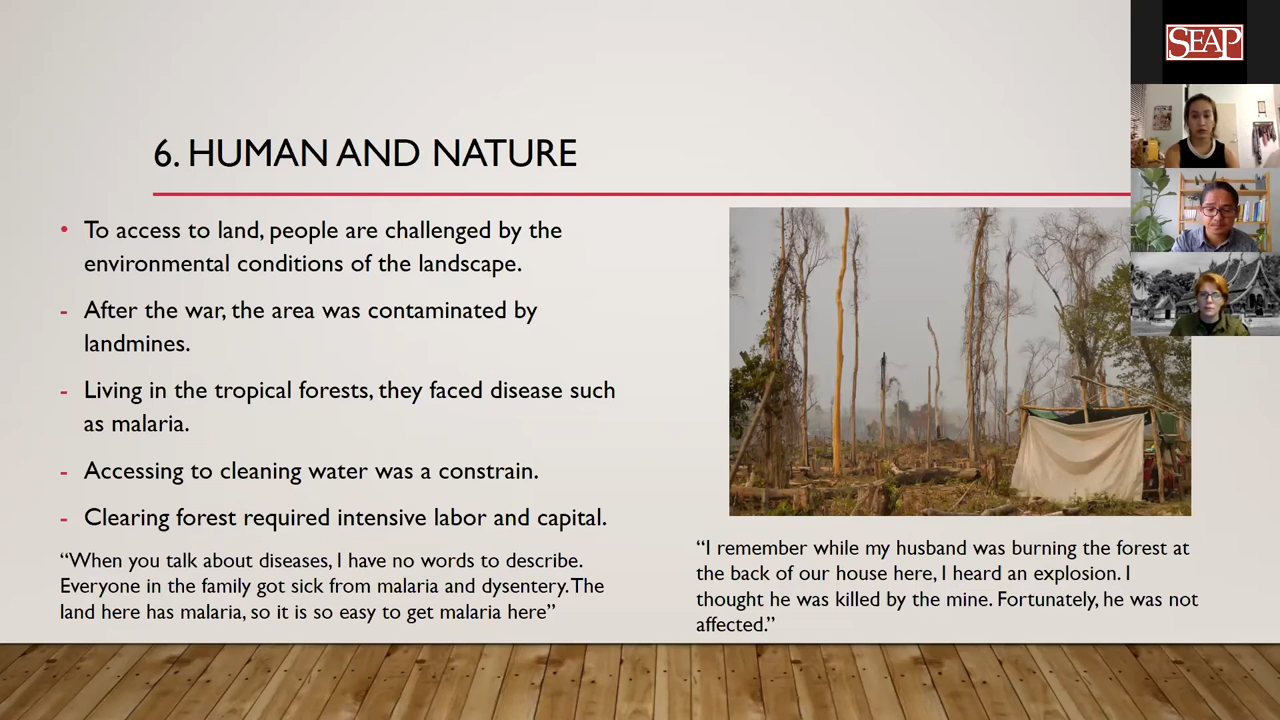 SEAP
6. HUMAN AND NATURE
• To access to land, people are challenged by the
environmental conditions of the landscape.
- After the war, the area was contaminated by
landmines.
- Living in the tropical forests, they faced disease such
as malaria.
- Accessing to cleaning water was a constrain.
- Clearing forest required intensive labor and capital.
“When you talk about diseases, I have no words to describe.
Everyone in the family got sick from malaria and dysentery. The
land here has malaria, so it is so easy to get malaria here”
“I remember while my husband was burning the forest at
the back of our house here, I heard an explosion. I
thought he was killed by the mine. Fortunately, he was not
affected.”